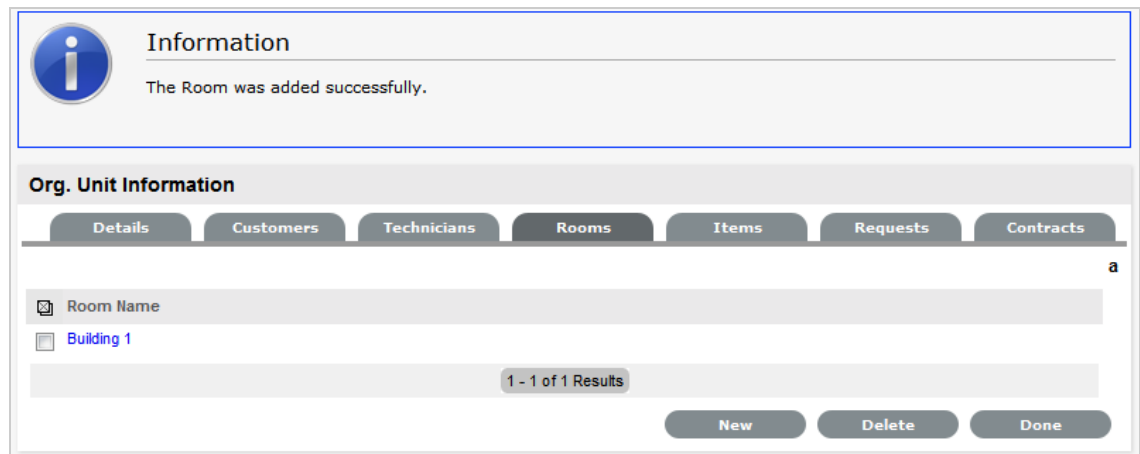 Information
The Room was added successfully.
Org. Unit Information
Details Customers Technicians Rooms Items Requests Contracts
a
Room Name
Building 1
1 - 1 of 1 Results
New Delete Done